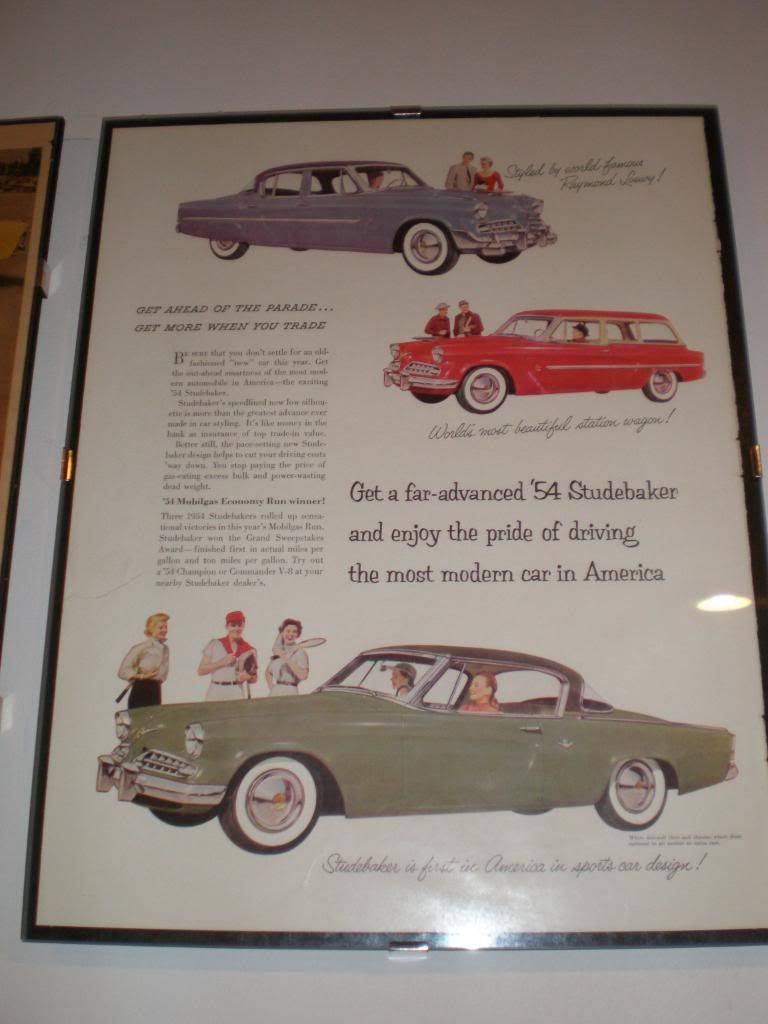 Styled by world famous
Raymond Loewy!
GET AHEAD OF THE PARADE...
GET MORE WHEN YOU TRADE
BE SURE that you don't settle for an old-
fashioned "new" car this year. Get
the out-ahead smartness of the most mod-
ern automobile in America—the exciting
'54 Studebaker.
Studebaker's speedlined new low silhou-
ette is more than the greatest advance ever
made in car styling. It's like money in the
bank as insurance of top trade-in value.
Better still, the pace-setting new Stude-
baker design helps to cut your driving costs
'way down. You stop paying the price of
gas-eating excess bulk and power-wasting
dead weight.
'54 Mobilgas Economy Run winner!
Three 1954 Studebakers rolled up sensa-
tional victories in this year's Mobilgas Run.
Studebaker won the Grand Sweepstakes
Award—finished first in actual miles per
gallon and ton miles per gallon. Try out
a '54 Champion or Commander V-8 at your
nearby Studebaker dealer's.
World's most beautiful station wagon!
Get a far-advanced '54 Studebaker
and enjoy the pride of driving
the most modern car in America
Studebaker is first in America in sports car design!